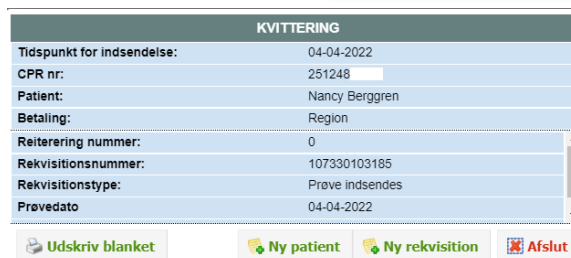 KVITTERING
Tidspunkt for indsendelse: 04-04-2022
CPR nr: 251248
Patient: Nancy Berggren
Betaling: Region
Reiterering nummer: 0
Rekvisitionsnummer: 107330103185
Rekvisitionstype: Prøve indsendes
Prøvedato 04-04-2022
Udskriv blanket Ny patient Ny rekvisition Afslut